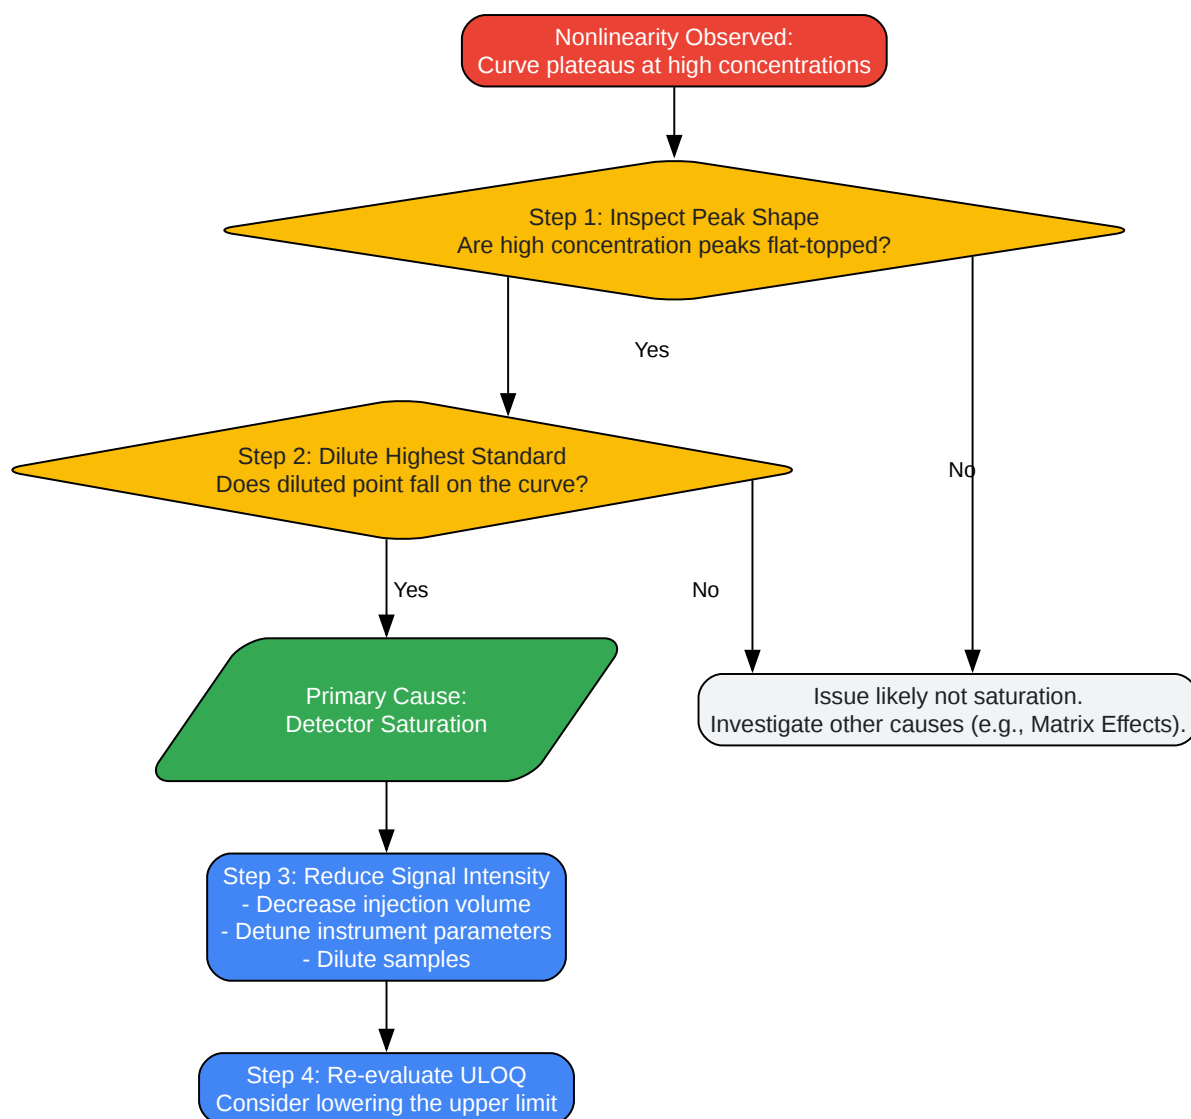 Nonlinearity Observed:
Curve plateaus at high concentrations
Step 1: Inspect Peak Shape
Are high concentration peaks flat-topped?
Yes
Step 2: Dilute Highest Standard
Does diluted point fall on the curve?
No
Yes
No
Primary Cause:
Detector Saturation
Issue likely not saturation.
Investigate other causes (e.g., Matrix Effects).
Step 3: Reduce Signal Intensity
- Decrease injection volume
- Detune instrument parameters
- Dilute samples
Step 4: Re-evaluate ULOQ
Consider lowering the upper limit